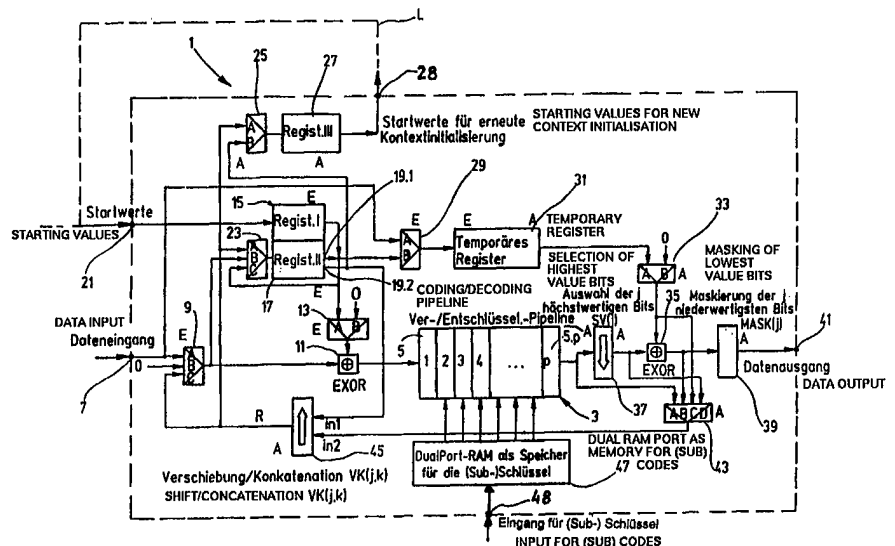 L
1
25
27
28
A
B
Regist.III
Startwerte für erneute
Kontextinitialisierung
STARTING VALUES FOR NEW
CONTEXT INITIALISATION
A
A
E
19.1
29
31
15
E
E
A
33
Startwerte
Regist.I
A
B
Temporäres
Register
TEMPORARY
REGISTER
0
STARTING VALUES
23
A
B
C
Regist.II
A
B
A
MASKING OF
LOWEST
VALUE BITS
21
17
19.2
SELECTION OF
HIGHEST
VALUE BITS
E
CODING/DECODING
PIPELINE
Auswahl der j
höchstwertigen Bits
35
Maskierung der j
niederwertigsten Bits
9
13
0
Ver-/Entschlüssel.-Pipeline
SV(j)
MASK(j)
41
DATA INPUT
Dateneingang
E
E
A
B
5
5.p
A
A
A
B
C
11
1
2
3
4
...
p
0
EXOR
EXOR
Datenausgang
DATA OUTPUT
7
R
in1
3
37
A
B
C
D
A
39
A
in2
45
DualPort-RAM als Speicher
für die (Sub-)Schlüssel
DUAL RAM PORT AS
MEMORY FOR (SUB)
CODES
43
47
Verschiebung/Konkatenation VK(j,k)
SHIFT/CONCATENATION VK(j,k)
48
Eingang für (Sub-) Schlüssel
INPUT FOR (SUB) CODES